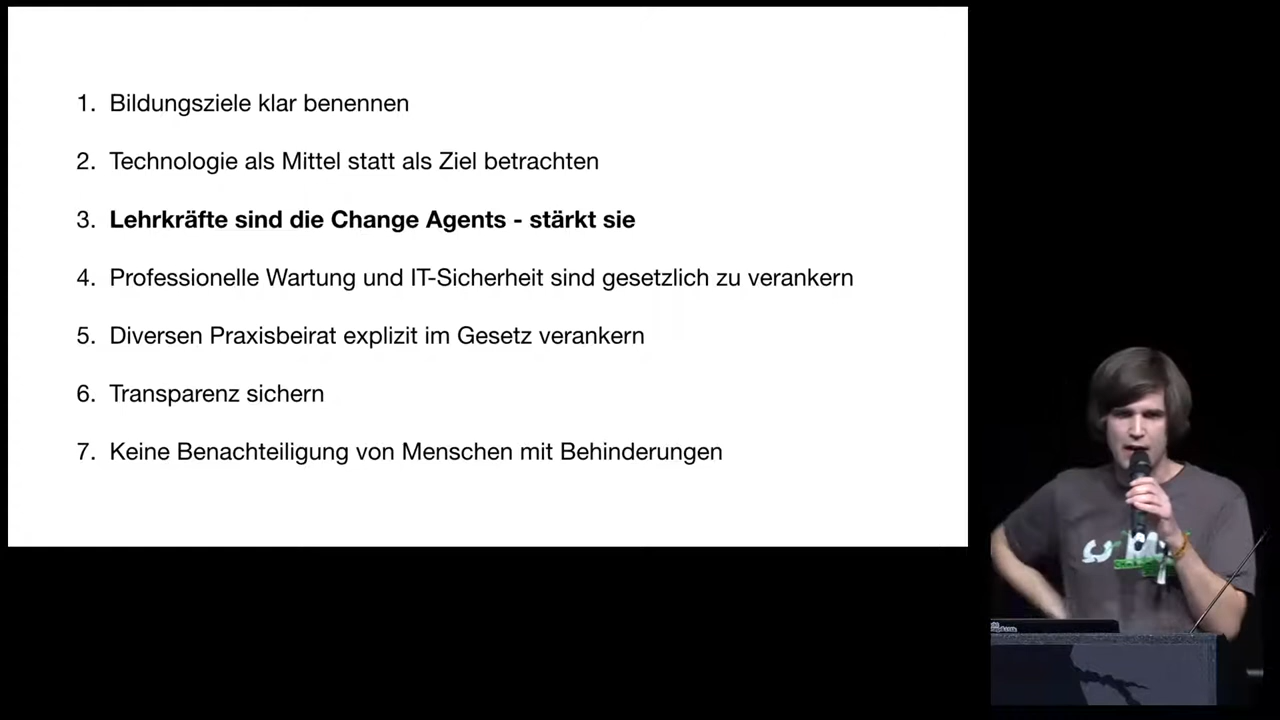 1. Bildungsziele klar benennen
2. Technologie als Mittel statt als Ziel betrachten
3. Lehrkräfte sind die Change Agents - stärkt sie
4. Professionelle Wartung und IT-Sicherheit sind gesetzlich zu verankern
5. Diversen Praxisbeirat explizit im Gesetz verankern
6. Transparenz sichern
7. Keine Benachteiligung von Menschen mit Behinderungen